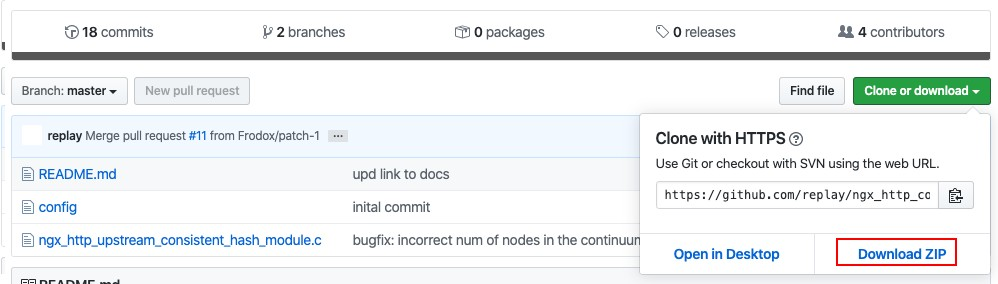 18 commits 2 branches 0 packages 0 releases 4 contributors
Branch: master New pull request Find file Clone or download
replay Merge pull request #11 from Frodox/patch-1 ...
Clone with HTTPS ?
Use Git or checkout with SVN using the web URL.
README.md upd link to docs
https://github.com/replay/ngx_http_co
config inital commit
ngx_http_upstream_consistent_hash_module.c bugfix: incorrect num of nodes in the continuum
Open in Desktop Download ZIP
README.md